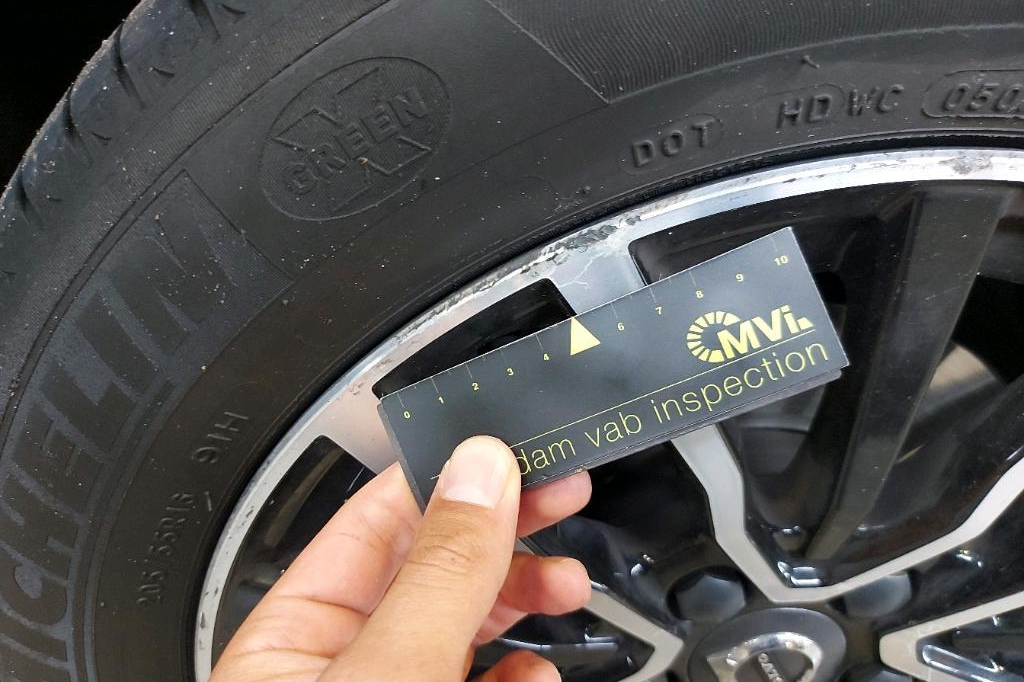 GREEN X
DOT HD WC 050
MICHELIN
205/55R16 91H
0 1 2 3 4 6 7 8 9 10
MVi
dam vab inspection